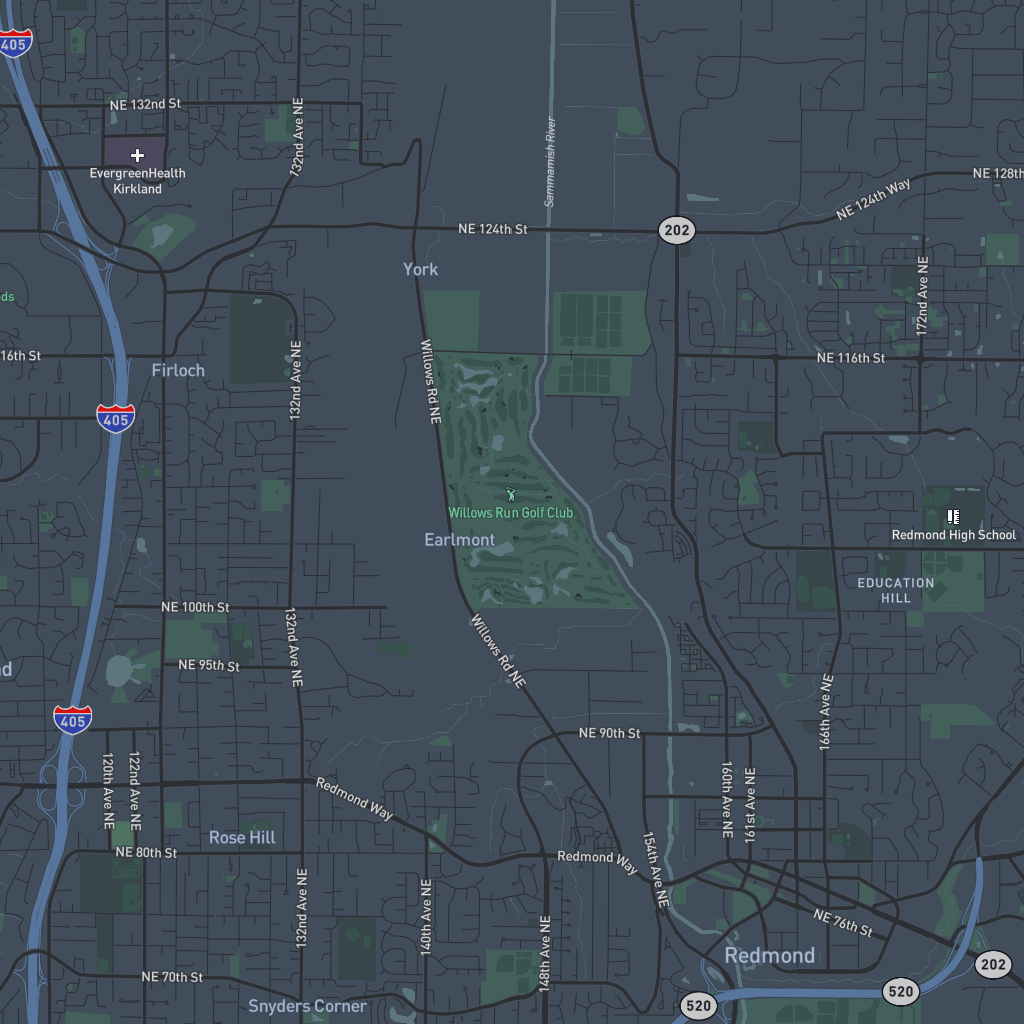 405
NE 132nd St
132nd Ave NE
EvergreenHealth
Kirkland
Sammamish River
NE 128th
NE 124th Way
NE 124th St
202
York
172nd Ave NE
ds
16th St
Firloch
132nd Ave NE
Willows Rd NE
NE 116th St
405
Willows Run Golf Club
Redmond High School
Earlmont
EDUCATION
HILL
NE 100th St
132nd Ave NE
Willows Rd NE
NE 95th St
d
166th Ave NE
405
NE 90th St
120th Ave NE
122nd Ave NE
160th Ave NE
161st Ave NE
Redmond Way
Rose Hill
NE 80th St
Redmond Way
154th Ave NE
132nd Ave NE
140th Ave NE
148th Ave NE
NE 76th St
Redmond
202
NE 70th St
520
520
Snyders Corner